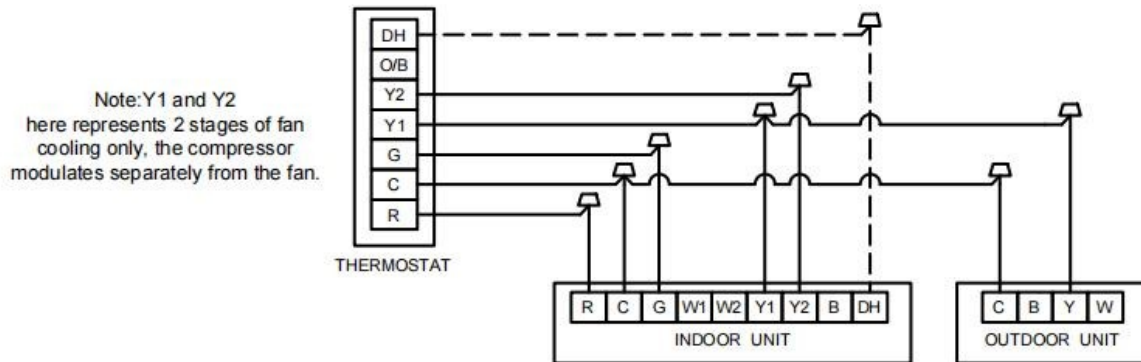 DH
O/B
Y2
Note:Y1 and Y2
here represents 2 stages of fan
Y1
cooling only, the compressor
G
modulates separately from the fan.
C
R
THERMOSTAT
R C G W1 W2 Y1 Y2 B DH
C B Y W
INDOOR UNIT
OUTDOOR UNIT